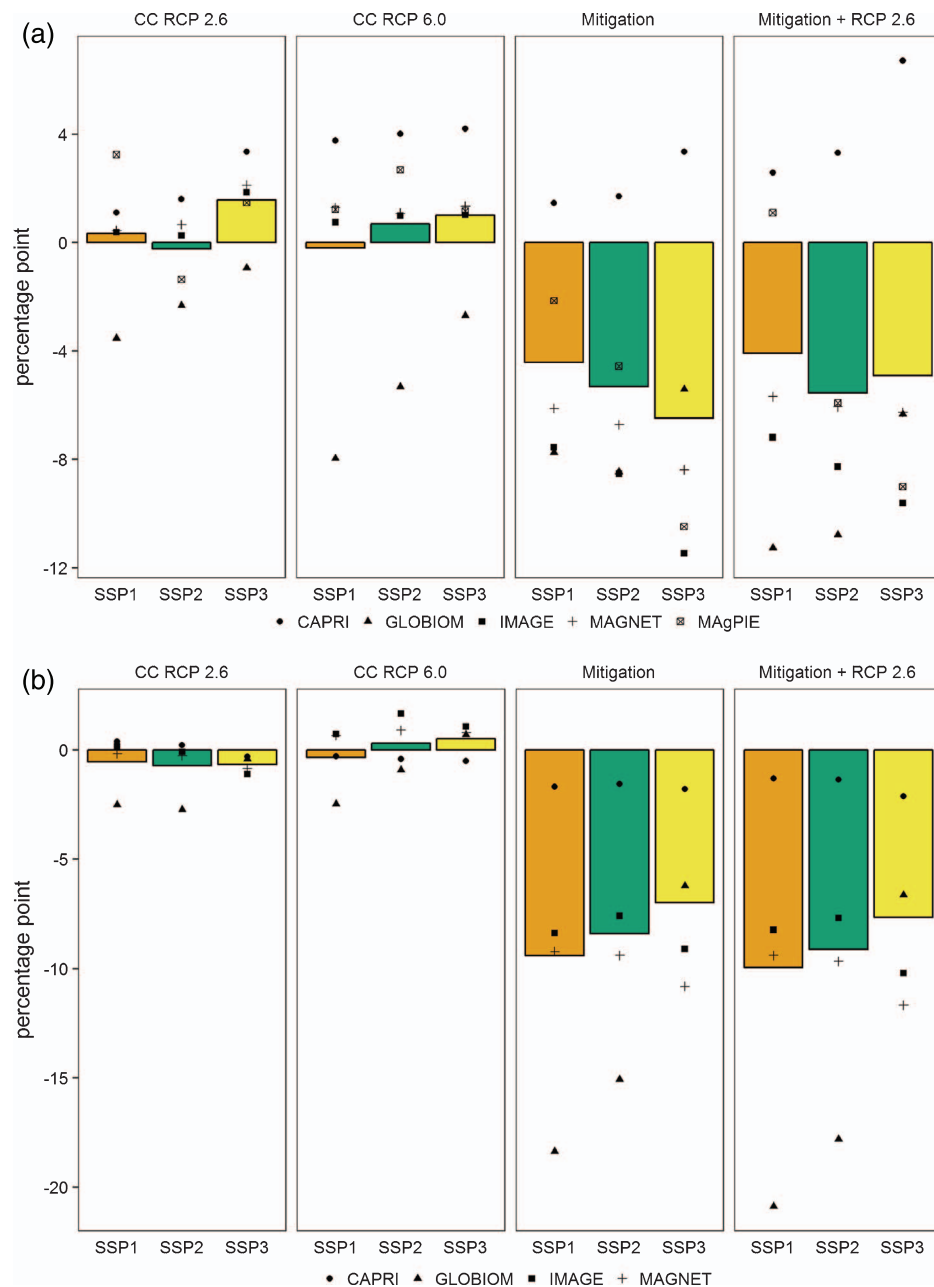 (a)
CC RCP 2.6 CC RCP 6.0 Mitigation Mitigation + RCP 2.6
percentage point
4
0
-4
-8
-12
SSP1 SSP2 SSP3 SSP1 SSP2 SSP3 SSP1 SSP2 SSP3 SSP1 SSP2 SSP3
CAPRI GLOBIOM IMAGE MAGNET MAgPIE
(b)
CC RCP 2.6 CC RCP 6.0 Mitigation Mitigation + RCP 2.6
percentage point
0
-5
-10
-15
-20
SSP1 SSP2 SSP3 SSP1 SSP2 SSP3 SSP1 SSP2 SSP3 SSP1 SSP2 SSP3
CAPRI GLOBIOM IMAGE MAGNET